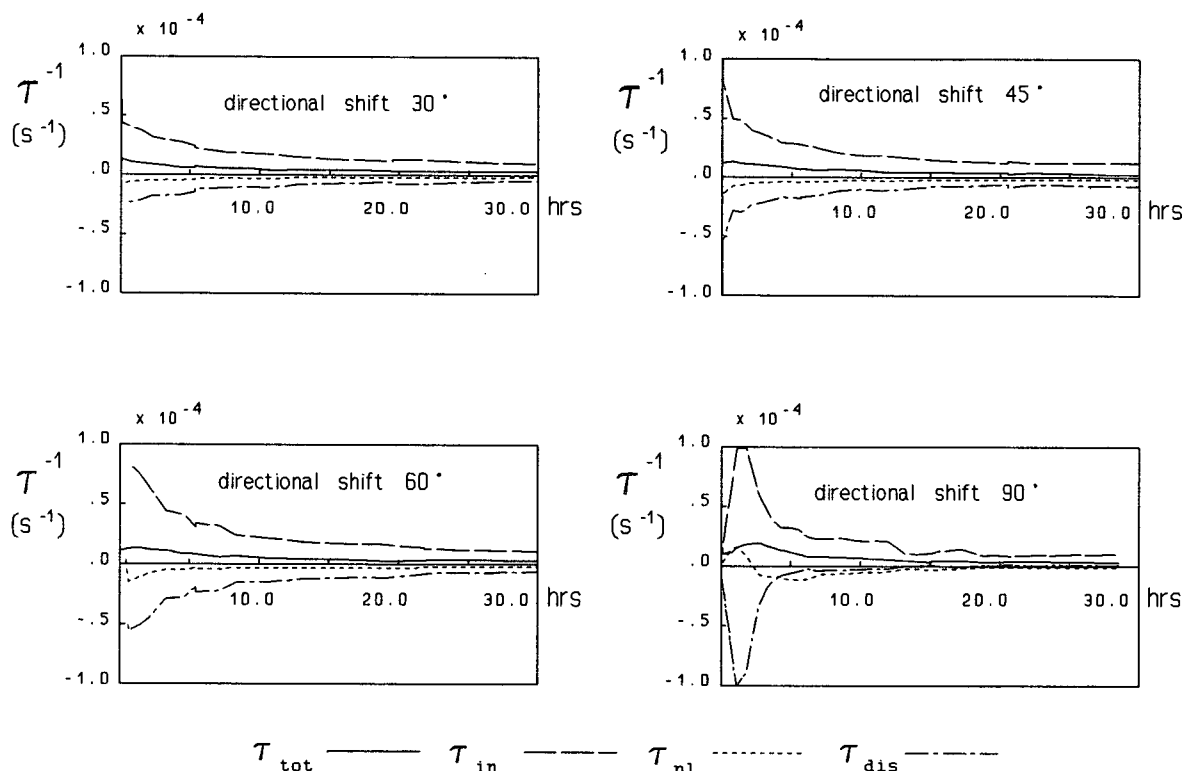 x 10 -4
1.0
.5
.0
-.5
-1.0
τ -1
(s -1)
directional shift 30°
10.0 20.0 30.0 hrs
x 10 -4
1.0
.5
.0
-.5
-1.0
τ -1
(s -1)
directional shift 45°
10.0 20.0 30.0 hrs
x 10 -4
1.0
.5
.0
-.5
-1.0
τ -1
(s -1)
directional shift 60°
10.0 20.0 30.0 hrs
x 10 -4
1.0
.5
.0
-.5
-1.0
τ -1
(s -1)
directional shift 90°
10.0 20.0 30.0 hrs
τ tot τ in τ nl τ dis